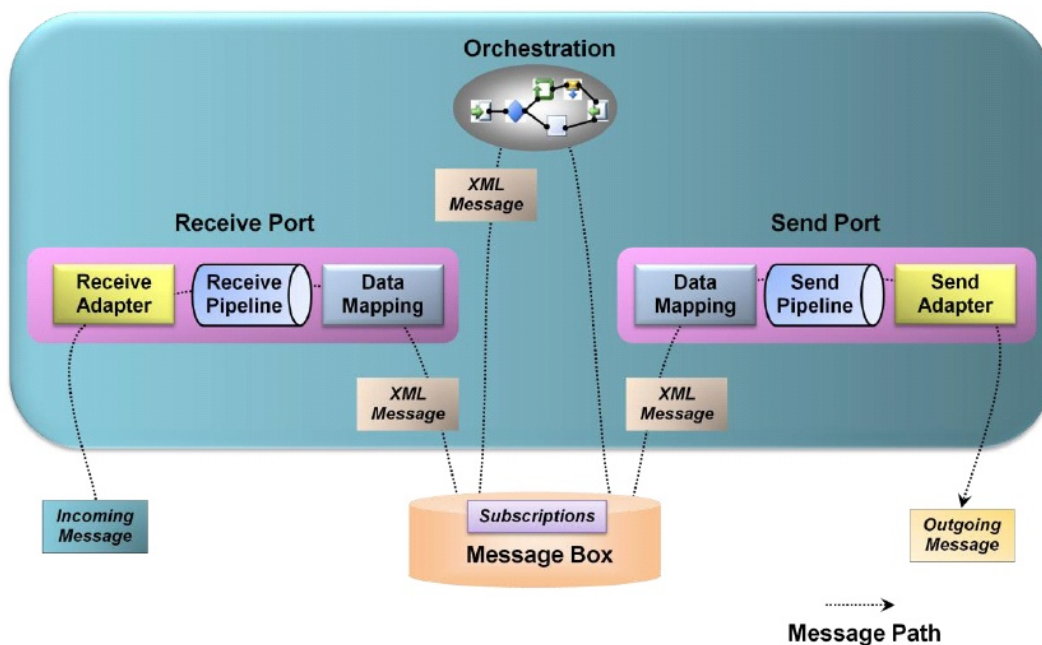 Orchestration
XML
Message
Receive Port
Send Port
Receive
Adapter
Receive
Pipeline
Data
Mapping
Data
Mapping
Send
Pipeline
Send
Adapter
XML
Message
XML
Message
Incoming
Message
Subscriptions
Message Box
Outgoing
Message
Message Path